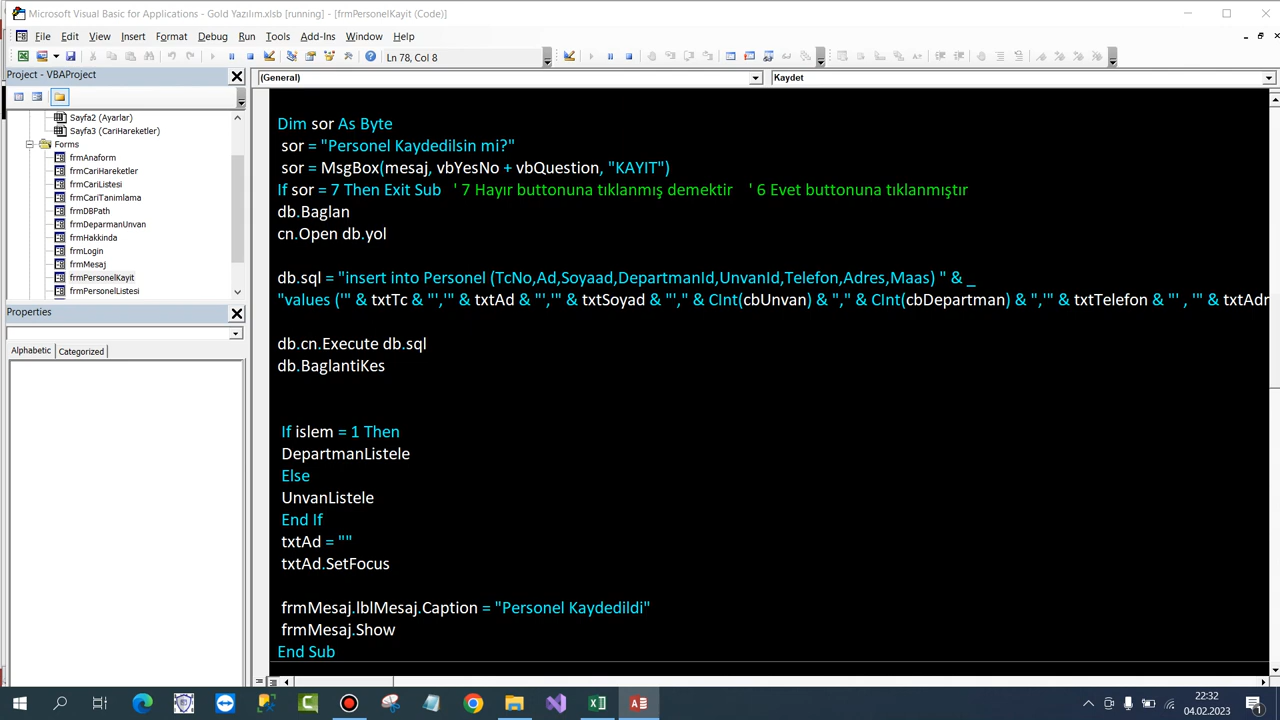 Microsoft Visual Basic for Applications - Gold Yazılım.xlsb [running] - [frmPersonelKayit (Code)]
File Edit View Insert Format Debug Run Tools Add-Ins Window Help
Ln 78, Col 8
Project - VBAProject
(General)
Kaydet
Sayfa2 (Ayarlar)
Sayfa3 (CariHareketler)
Forms
frmAnaform
frmCariHareketler
frmCariListesi
frmCariTanimlama
frmDBPath
frmDeparmanUnvan
frmHakkinda
frmLogin
frmMesaj
frmPersonelKayit
frmPersonelListesi
Properties
Alphabetic Categorized
Dim sor As Byte
sor = "Personel Kaydedilsin mi?"
sor = MsgBox(mesaj, vbYesNo + vbQuestion, "KAYIT")
If sor = 7 Then Exit Sub ' 7 Hayır buttonuna tıklanmış demektir ' 6 Evet buttonuna tıklanmıştır
db.Baglan
cn.Open db.yol
db.sql = "insert into Personel (TcNo,Ad,Soyaad,DepartmanId,UnvanId,Telefon,Adres,Maas) " & _
"values ('" & txtTc & "','" & txtAd & "','" & txtSoyad & "'," & CInt(cbUnvan) & "," & CInt(cbDepartman) & ",'" & txtTelefon & "' , '" & txtAdr
db.cn.Execute db.sql
db.BaglantiKes
If islem = 1 Then
DepartmanListele
Else
UnvanListele
End If
txtAd = ""
txtAd.SetFocus
frmMesaj.lblMesaj.Caption = "Personel Kaydedildi"
frmMesaj.Show
End Sub
22:32
04.02.2023